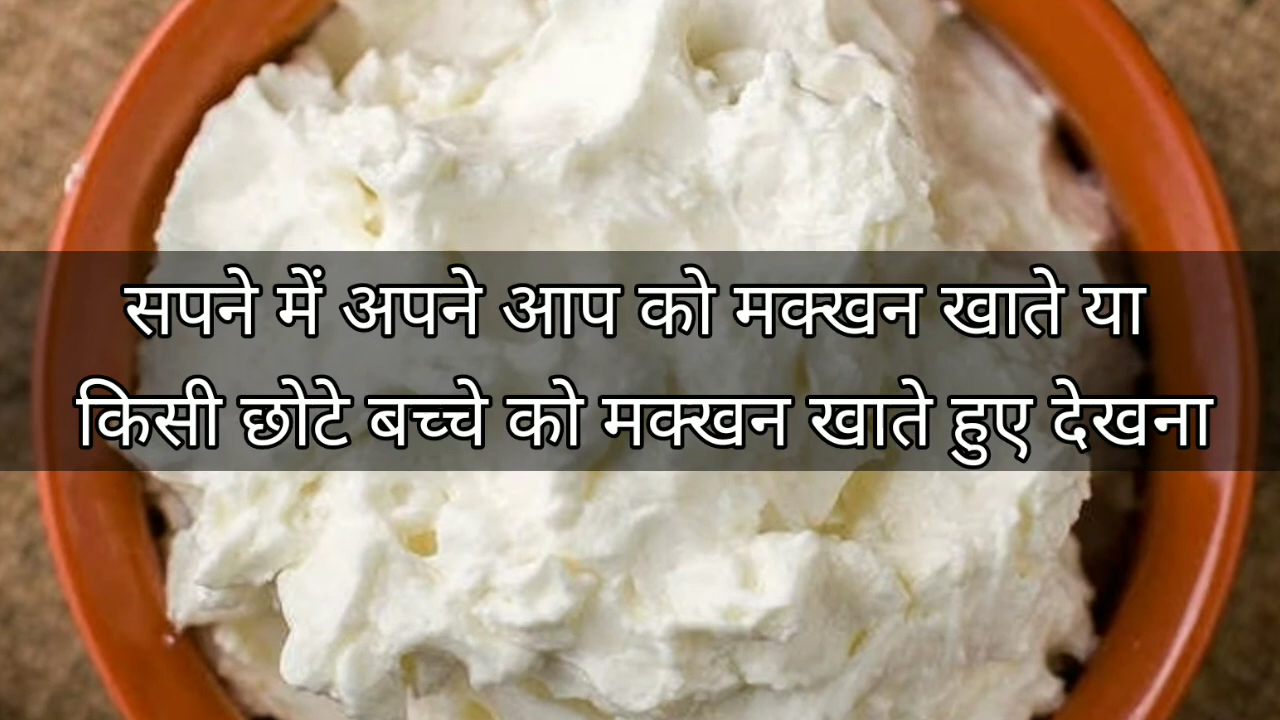 सपने में अपने आप को मक्खन खाते या
किसी छोटे बच्चे को मक्खन खाते हुए देखना